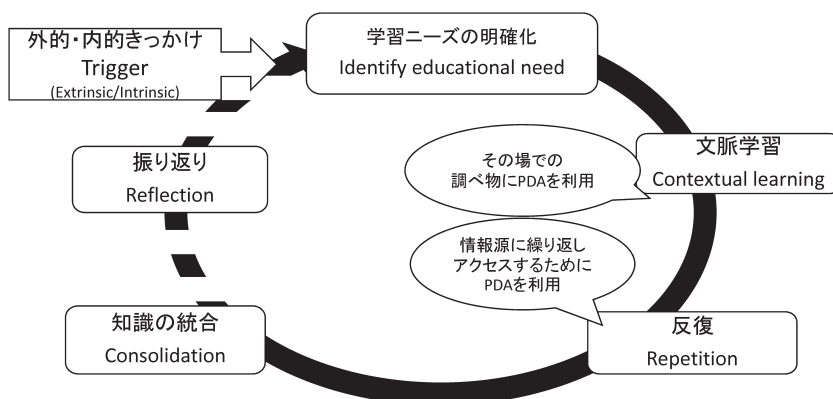 外的・内的きっかけ
Trigger
(Extrinsic/Intrinsic)
学習ニーズの明確化
Identify educational need
文脈学習
Contextual learning
その場での
調べ物にPDAを利用
情報源に繰り返し
アクセスするために
PDAを利用
反復
Repetition
知識の統合
Consolidation
振り返り
Reflection